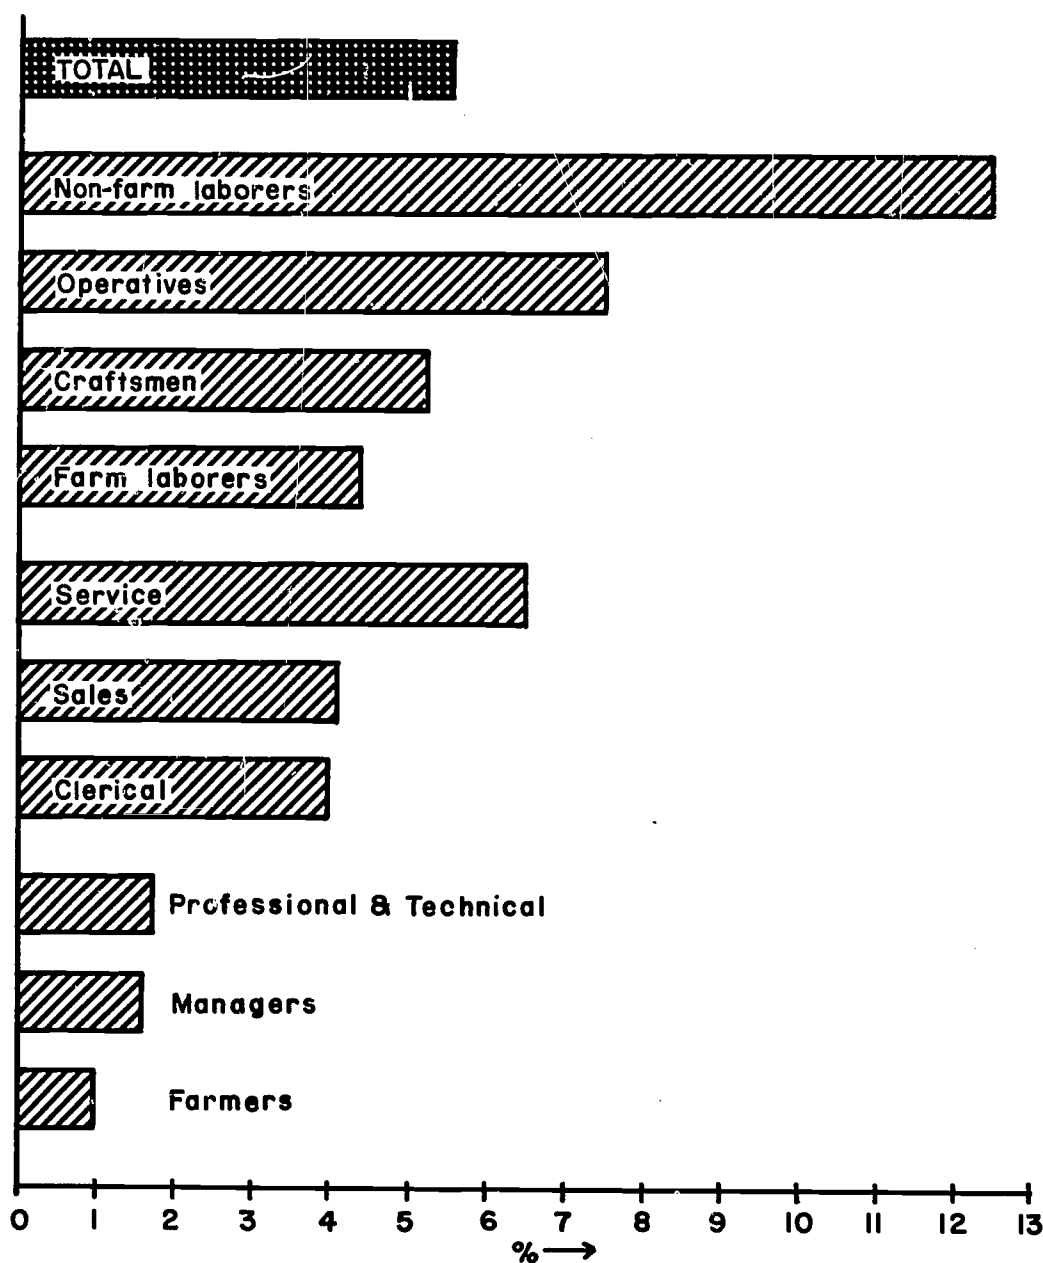 TOTAL
Non-farm laborers
Operatives
Craftsmen
Farm laborers
Service
Sales
Clerical
Professional & Technical
Managers
Farmers
0 1 2 3 4 5 6 7 8 9 10 11 12 13
% →